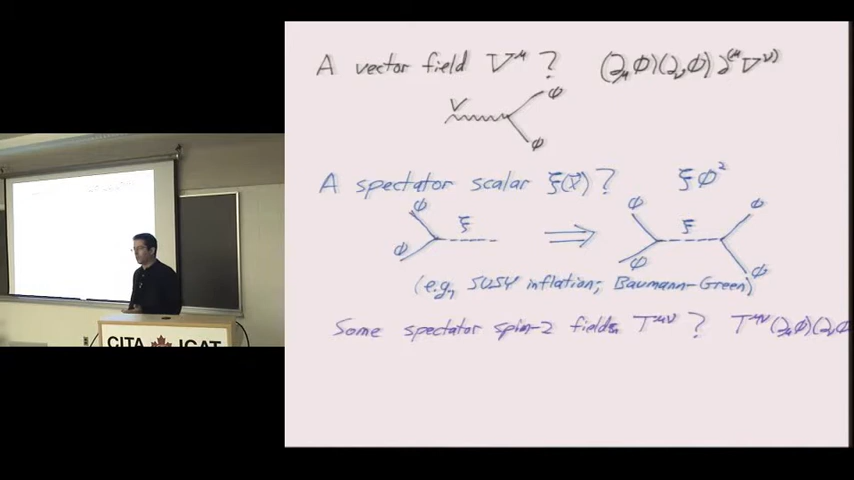 A vector field V^μ ? (∂_μφ)(∂_νφ) ∂^(μ V^ν)
V
φ
φ
A spectator scalar ξ(x⃗) ? ξφ²
φ ξ φ ξ φ
φ ⇒ φ φ
(e.g., SUSY inflation; Baumann-Green)
Some spectator spin-2 fields T^μν ? T^μν(∂_μφ)(∂_νφ
CITA ICAT